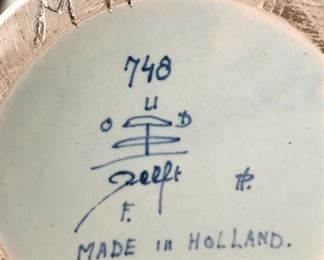 748
O U D
Delft
F.
MADE in HOLLAND.